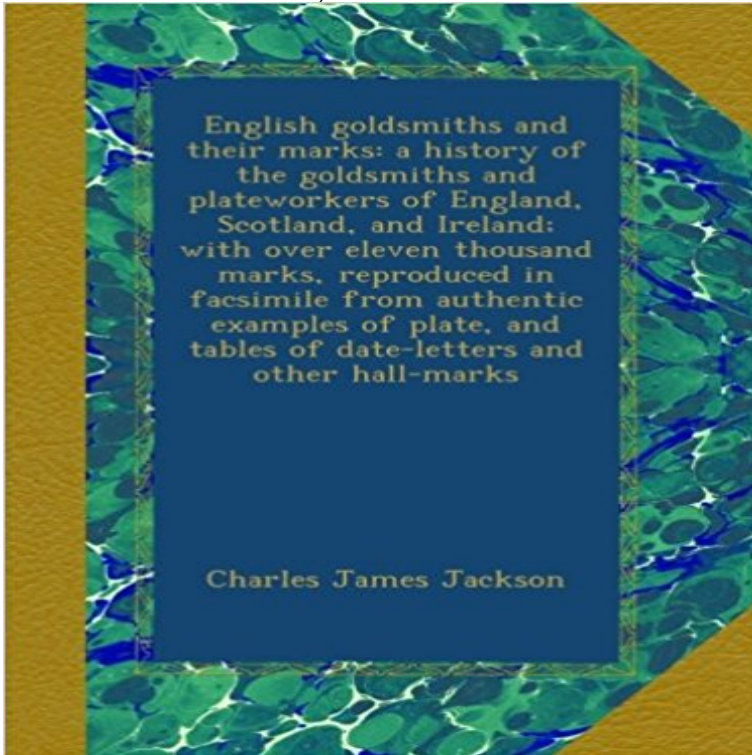 English goldsmiths and
their marks: a history of
the goldsmiths and
plateworkers of England,
Scotland, and Ireland;
with over eleven thousand
marks, reproduced in
facsimile from authentic
examples of plate, and
tables of date-letters and
other hall-marks
Charles James Jackson